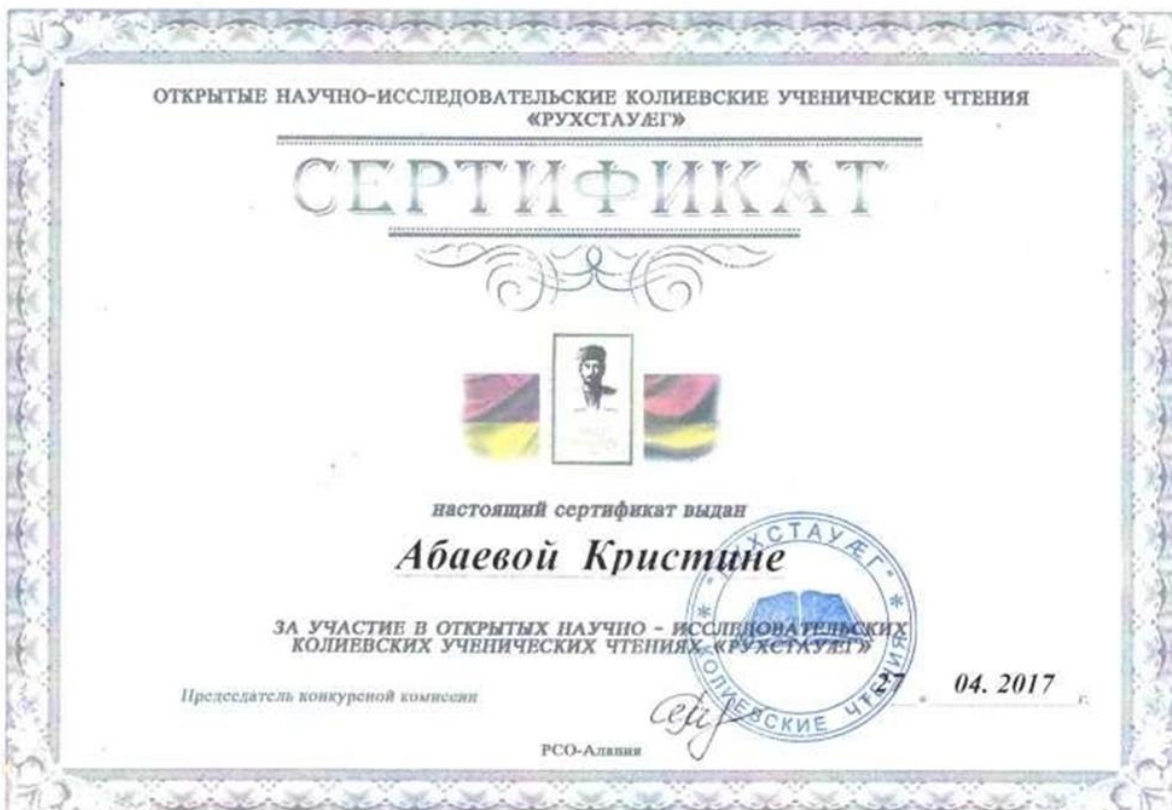 ОТКРЫТЫЕ НАУЧНО-ИССЛЕДОВАТЕЛЬСКИЕ КОЛИЕВСКИЕ УЧЕНИЧЕСКИЕ ЧТЕНИЯ
«РУХСТАУÆГ»
СЕРТИФИКАТ
настоящий сертификат выдан
Абаевой Кристине
ЗА УЧАСТИЕ В ОТКРЫТЫХ НАУЧНО - ИССЛЕДОВАТЕЛЬСКИХ
КОЛИЕВСКИХ УЧЕНИЧЕСКИХ ЧТЕНИЯХ «РУХСТАУÆГ»
"РУХСТАУÆГ" * КОЛИЕВСКИЕ ЧТЕНИЯ *
Председатель конкурсной комиссии
04. 2017 г.
РСО-Алания